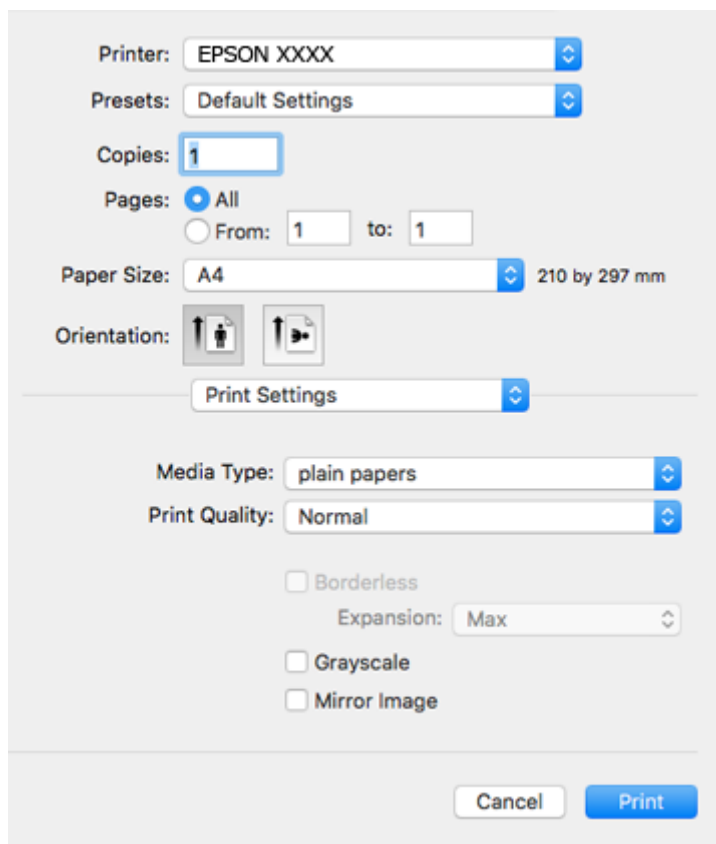 Printer: EPSON XXXX
Presets: Default Settings
Copies: 1
Pages: All
From: 1 to: 1
Paper Size: A4 210 by 297 mm
Orientation:
Print Settings
Media Type: plain papers
Print Quality: Normal
Borderless
Expansion: Max
Grayscale
Mirror Image
Cancel Print